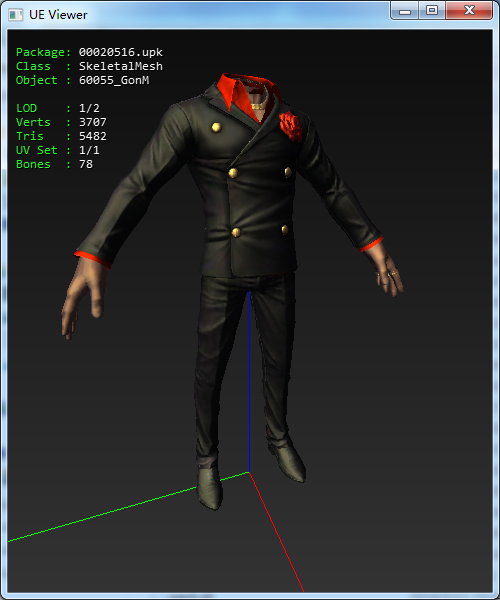 UE Viewer
Package: 00020516.upk
Class  : SkeletalMesh
Object : 60055_GonM
LOD    : 1/2
Verts  : 3707
Tris   : 5482
UV Set : 1/1
Bones  : 78